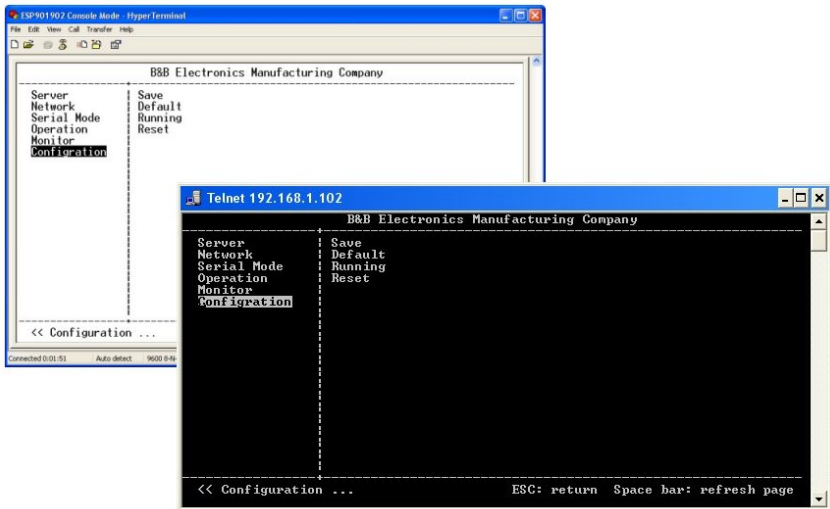 ESP901902 Console Mode - HyperTerminal
File Edit View Call Transfer Help
B&B Electronics Manufacturing Company
Server Save
Network Default
Serial Mode Running
Operation Reset
Monitor
Configration
<< Configuration ...
Connected 0:01:51 Auto detect 9600 8-N-
Telnet 192.168.1.102
B&B Electronics Manufacturing Company
Server Save
Network Default
Serial Mode Running
Operation Reset
Monitor
Configration
<< Configuration ... ESC: return Space bar: refresh page